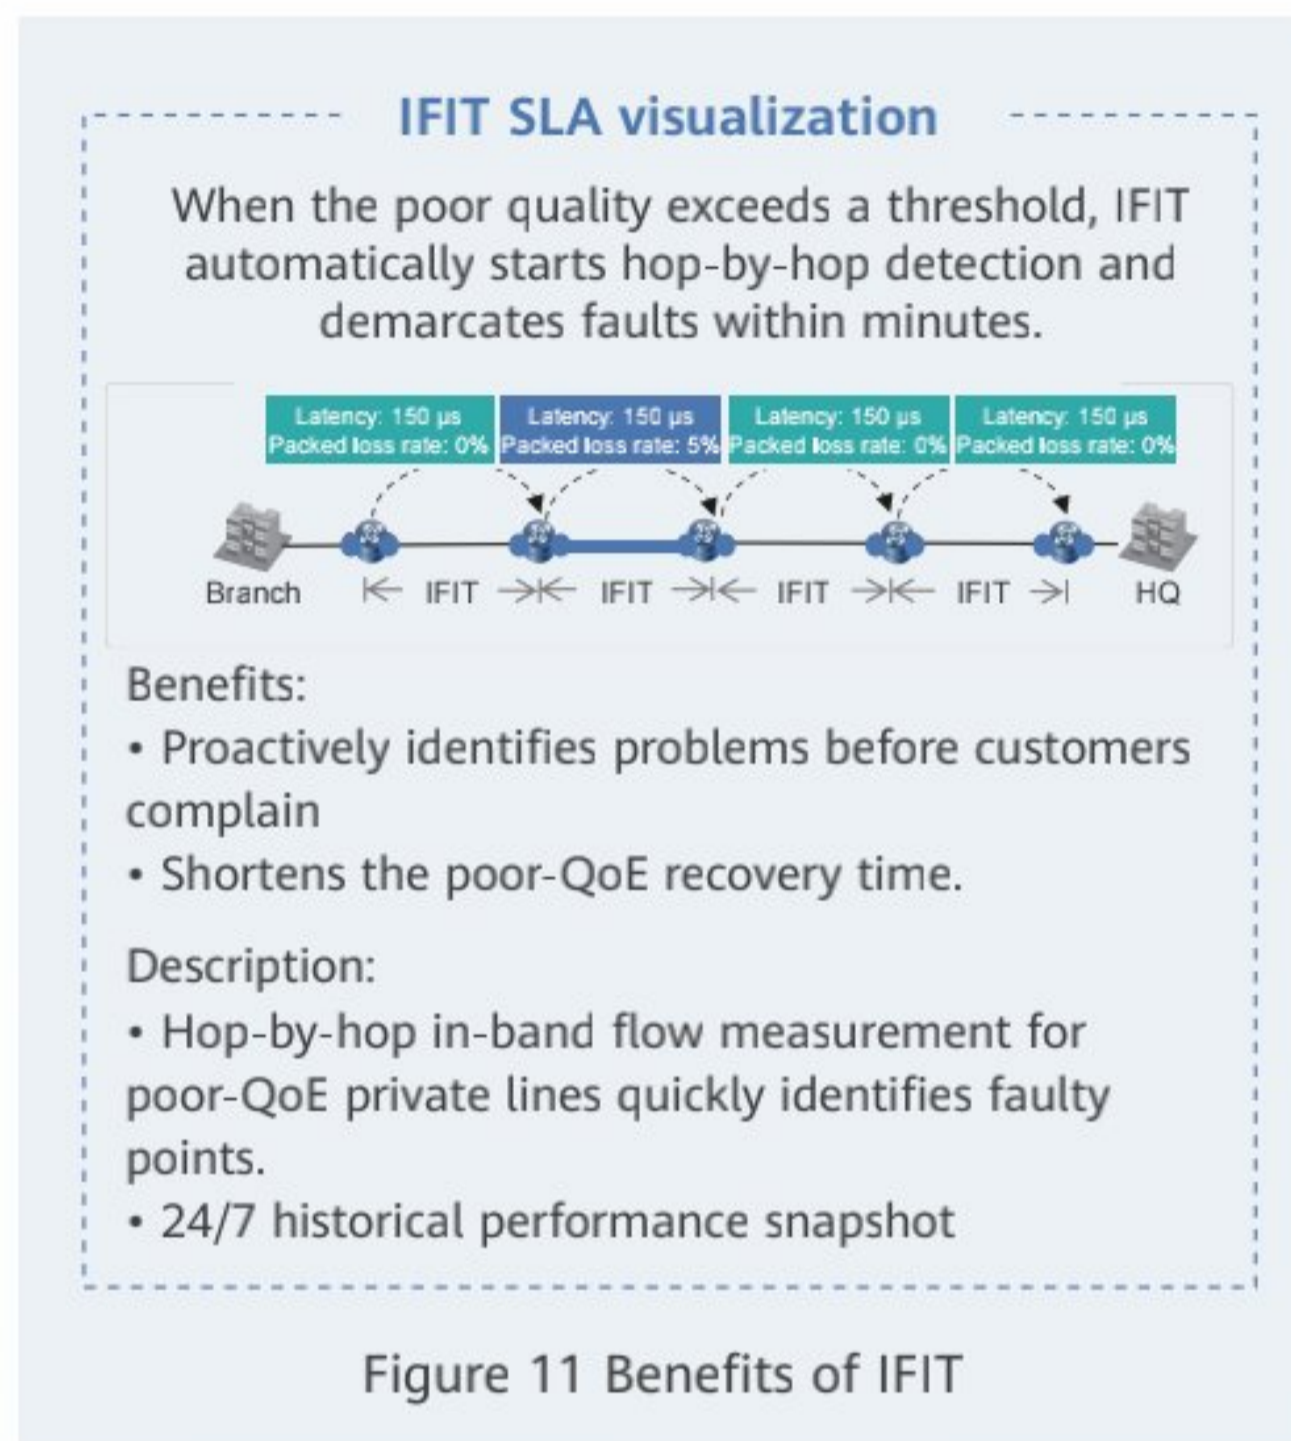 IFIT SLA visualization
When the poor quality exceeds a threshold, IFIT
automatically starts hop-by-hop detection and
demarcates faults within minutes.
Latency: 150 μs
Packed loss rate: 0%
Latency: 150 μs
Packed loss rate: 5%
Latency: 150 μs
Packed loss rate: 0%
Latency: 150 μs
Packed loss rate: 0%
Branch
IFIT
IFIT
IFIT
IFIT
HQ
Benefits:
• Proactively identifies problems before customers
complain
• Shortens the poor-QoE recovery time.
Description:
• Hop-by-hop in-band flow measurement for
poor-QoE private lines quickly identifies faulty
points.
• 24/7 historical performance snapshot
Figure 11 Benefits of IFIT